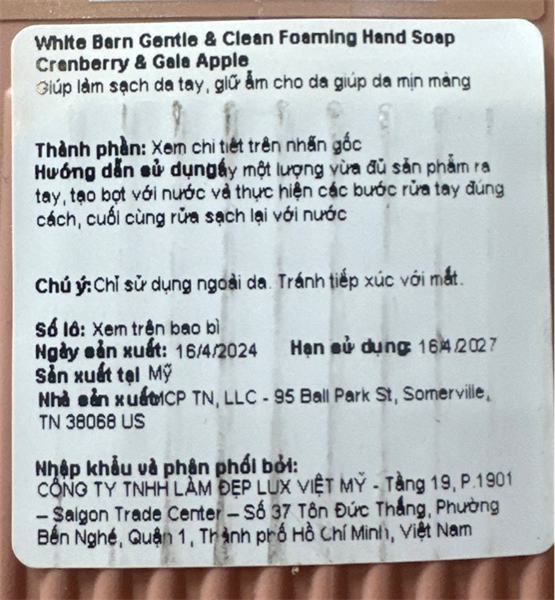 White Barn Gentle & Clean Foaming Hand Soap
Cranberry & Gala Apple
Giúp làm sạch da tay, giữ ẩm cho da giúp da mịn màng
Thành phần: Xem chi tiết trên nhãn gốc
Hướng dẫn sử dụng: Lấy một lượng vừa đủ sản phẩm ra
tay, tạo bọt với nước và thực hiện các bước rửa tay đúng
cách, cuối cùng rửa sạch lại với nước
Chú ý: Chỉ sử dụng ngoài da. Tránh tiếp xúc với mắt.
Số lô: Xem trên bao bì
Ngày sản xuất: 16/4/2024 Hạn sử dụng: 16/4/2027
Sản xuất tại Mỹ
Nhà sản xuất: MCP TN, LLC - 95 Ball Park St, Somerville,
TN 38068 US
Nhập khẩu và phân phối bởi:
CÔNG TY TNHH LÀM ĐẸP LUX VIỆT MỸ - Tầng 19, P.1901
– Saigon Trade Center – Số 37 Tôn Đức Thắng, Phường
Bến Nghé, Quận 1, Thành phố Hồ Chí Minh, Việt Nam